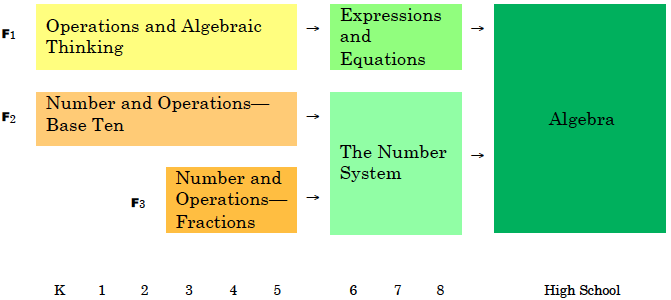 F1
Operations and Algebraic
Thinking
→
Expressions
and
Equations
→
F2
Number and Operations—
Base Ten
→
The Number
System
→
Algebra
F3
Number and
Operations—
Fractions
→
K 1 2 3 4 5 6 7 8 High School